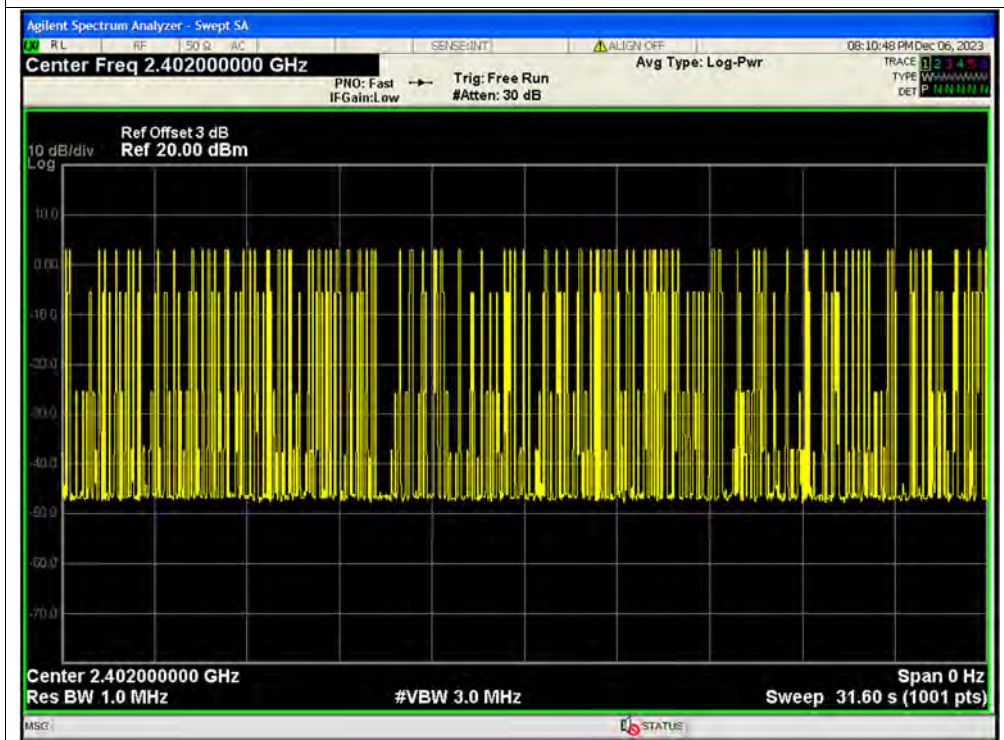 Agilent Spectrum Analyzer - Swept SA
RL RF 50 Ω AC SENSE:INT ALIGN OFF 08:10:48 PM Dec 06, 2023
Center Freq 2.402000000 GHz
PNO: Fast
IFGain:Low
Trig: Free Run
#Atten: 30 dB
Avg Type: Log-Pwr
TRACE 1 2 3 4 5 6
TYPE
DET P N N N N N
Ref Offset 3 dB
10 dB/div Ref 20.00 dBm
Log
10.0
0.00
-10.0
-20.0
-30.0
-40.0
-50.0
-60.0
-70.0
Center 2.402000000 GHz Span 0 Hz
Res BW 1.0 MHz #VBW 3.0 MHz Sweep 31.60 s (1001 pts)
MSG STATUS